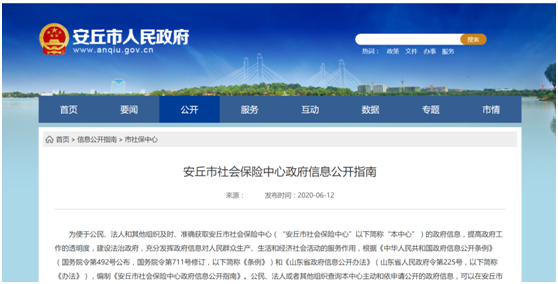 安丘市人民政府
www.anqiu.gov.cn
搜索
热词： 政策 文件 办事 服务
首页 要闻 公开 服务 互动 数据 专题 市情
首页 > 信息公开指南 > 市社保中心
安丘市社会保险中心政府信息公开指南
来源： 发布时间：2020-06-12
为便于公民、法人和其他组织及时、准确获取安丘市社会保险中心（“安丘市社会保险中心”以下简称“本中心”）的政府信息，提高政府工
作的透明度，建设法治政府，充分发挥政府信息对人民群众生产、生活和经济社会活动的服务作用，根据《中华人民共和国政府信息公开条例》
（国务院令第492号公布，国务院令第711号修订，以下简称《条例》）和《山东省政府信息公开办法》（山东省人民政府令第225号，以下简称
《办法》），编制《安丘市社会保险中心政府信息公开指南》。公民、法人或者其他组织查询本中心主动和依申请公开的政府信息，可以在安丘市